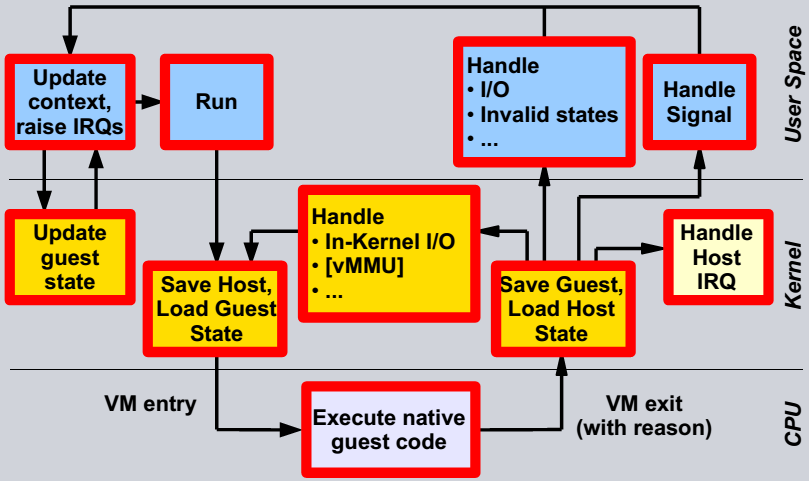 Update
context,
raise IRQs
Run
Handle
• I/O
• Invalid states
• ...
Handle
Signal
User Space
Update
guest
state
Save Host,
Load Guest
State
Handle
• In-Kernel I/O
• [vMMU]
• ...
Save Guest,
Load Host
State
Handle
Host
IRQ
Kernel
VM entry
Execute native
guest code
VM exit
(with reason)
CPU